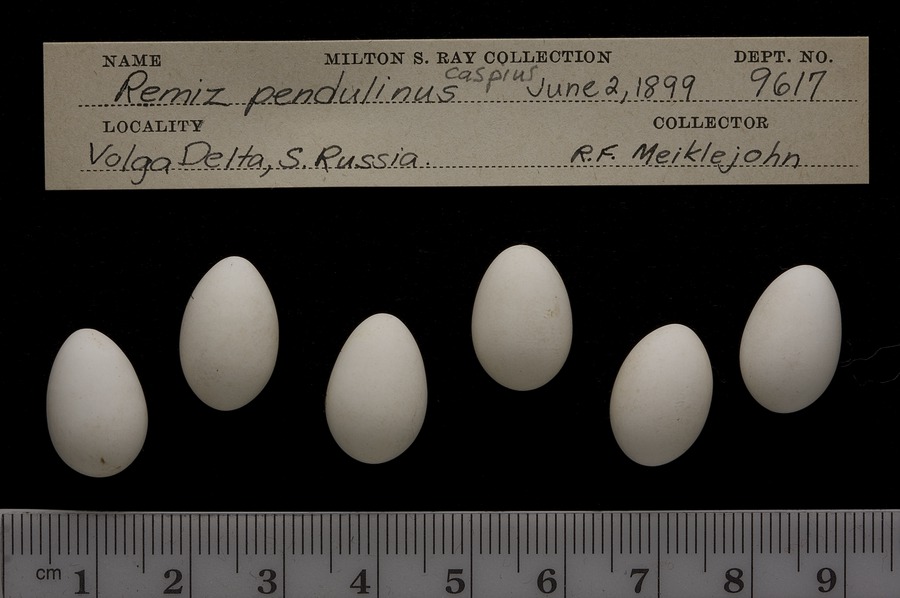 NAME MILTON S. RAY COLLECTION DEPT. NO.
Remiz pendulinus caspius June 2, 1899 9617
LOCALITY COLLECTOR
Volga Delta, S. Russia. R.F. Meiklejohn
cm 1 2 3 4 5 6 7 8 9